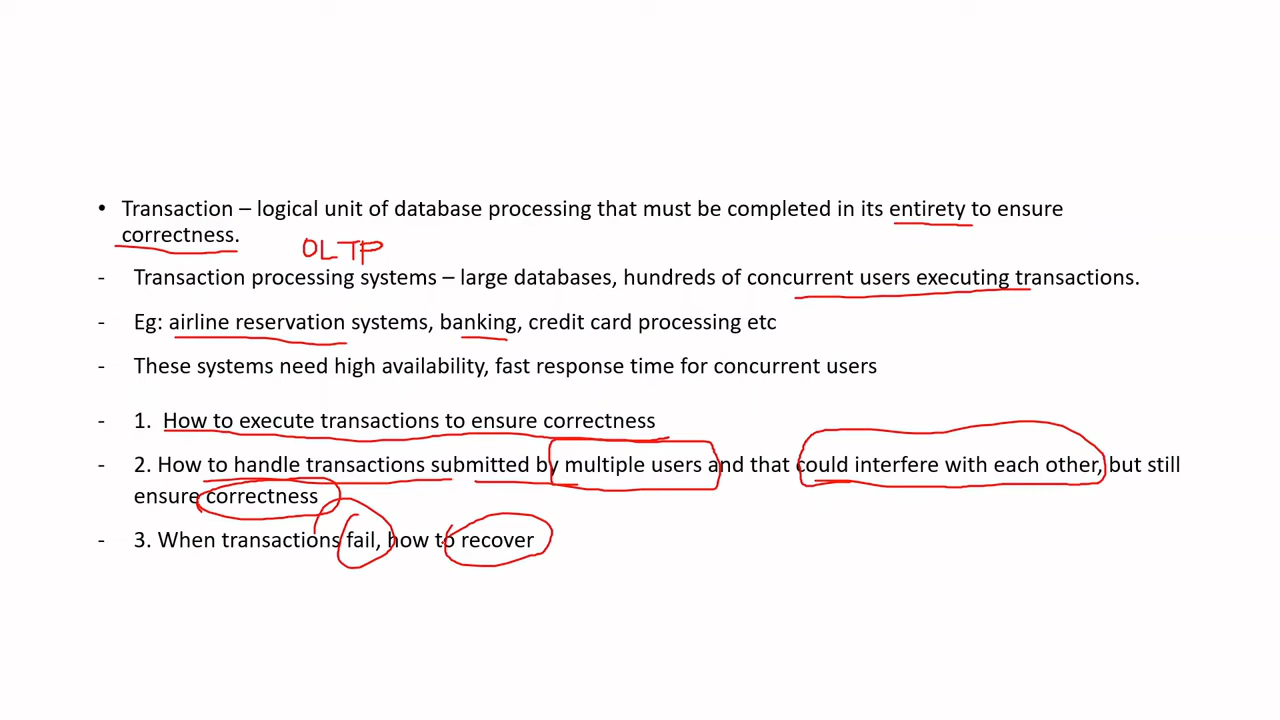 • Transaction – logical unit of database processing that must be completed in its entirety to ensure
correctness.
OLTP
- Transaction processing systems – large databases, hundreds of concurrent users executing transactions.
- Eg: airline reservation systems, banking, credit card processing etc
- These systems need high availability, fast response time for concurrent users
- 1. How to execute transactions to ensure correctness
- 2. How to handle transactions submitted by multiple users and that could interfere with each other, but still
ensure correctness
- 3. When transactions fail, how to recover